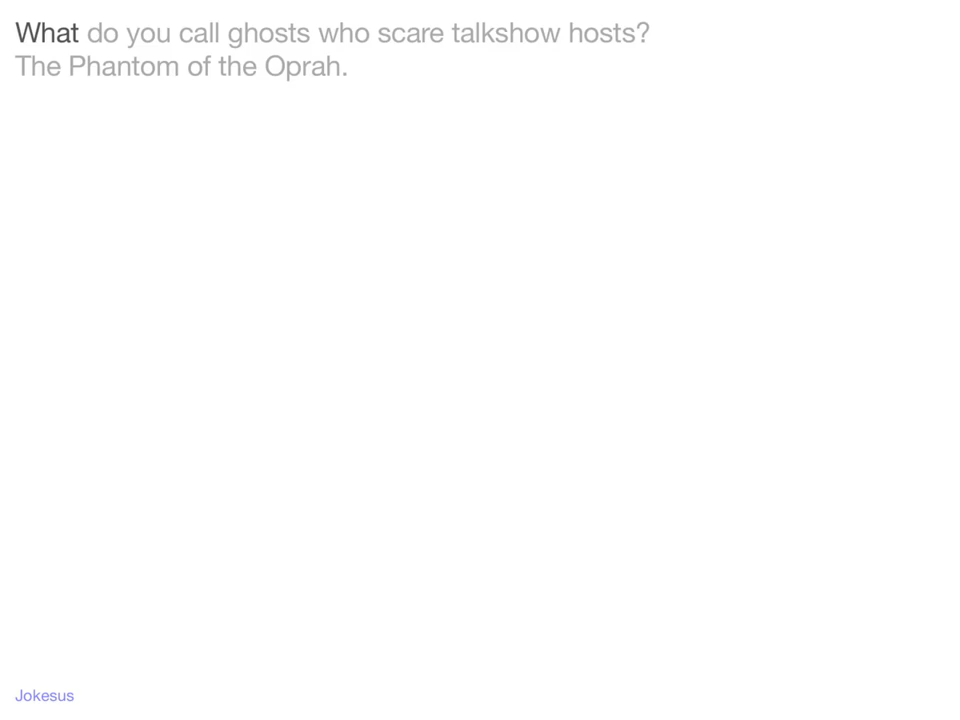 What do you call ghosts who scare talkshow hosts?
The Phantom of the Oprah.
Jokesus